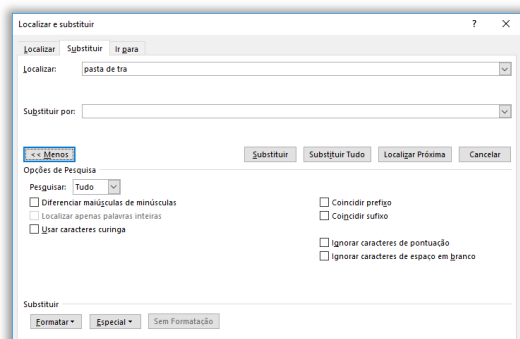 Localizar e substituir ? ×
Localizar Substituir Ir para
Localizar: pasta de tra
Substituir por:
<< Menos Substituir Substituir Tudo Localizar Próxima Cancelar
Opções de Pesquisa
Pesquisar: Tudo
Diferenciar maiúsculas de minúsculas Coincidir prefixo
Localizar apenas palavras inteiras Coincidir sufixo
Usar caracteres curinga
Ignorar caracteres de pontuação
Ignorar caracteres de espaço em branco
Substituir
Formatar Especial Sem Formatação